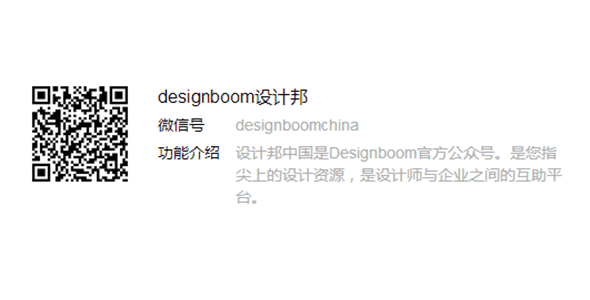 designboom设计邦
微信号 designboomchina
功能介绍 设计邦中国是Designboom官方公众号。是您指
尖上的设计资源，是设计师与企业之间的互助平
台。